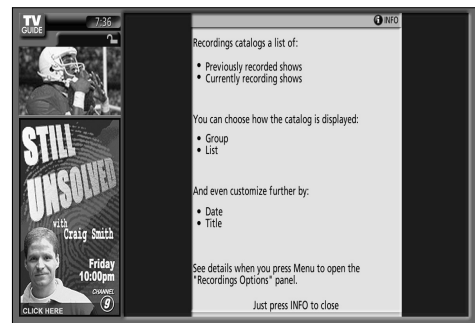 TV
GUIDE
7:36
STILL
UNSOLVED
with
Craig Smith
Friday
10:00pm
CHANNEL
9
CLICK HERE
INFO
Recordings catalogs a list of:
• Previously recorded shows
• Currently recording shows
You can choose how the catalog is displayed:
• Group
• List
And even customize further by:
• Date
• Title
See details when you press Menu to open the
"Recordings Options" panel.
Just press INFO to close